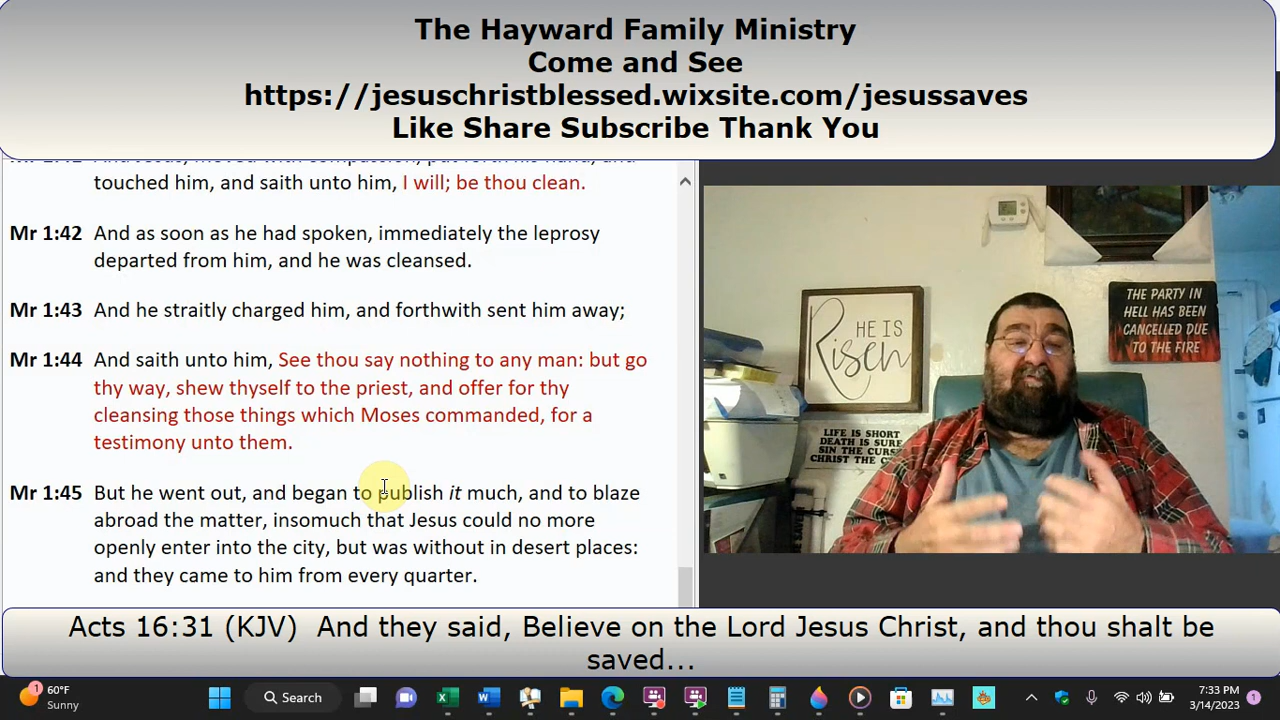 The Hayward Family Ministry
Come and See
https://jesuschristblessed.wixsite.com/jesussaves
Like Share Subscribe Thank You
touched him, and saith unto him, I will; be thou clean.
Mr 1:42 And as soon as he had spoken, immediately the leprosy
departed from him, and he was cleansed.
Mr 1:43 And he straitly charged him, and forthwith sent him away;
Mr 1:44 And saith unto him, See thou say nothing to any man: but go
thy way, shew thyself to the priest, and offer for thy
cleansing those things which Moses commanded, for a
testimony unto them.
Mr 1:45 But he went out, and began to publish it much, and to blaze
abroad the matter, insomuch that Jesus could no more
openly enter into the city, but was without in desert places:
and they came to him from every quarter.
HE IS
Risen
THE PARTY IN
HELL HAS BEEN
CANCELLED DUE
TO THE FIRE
LIFE IS SHORT
DEATH IS SURE
SIN THE CURSE
CHRIST THE
Acts 16:31 (KJV) And they said, Believe on the Lord Jesus Christ, and thou shalt be
saved...
1
60°F
Sunny
Search
7:33 PM
3/14/2023
1